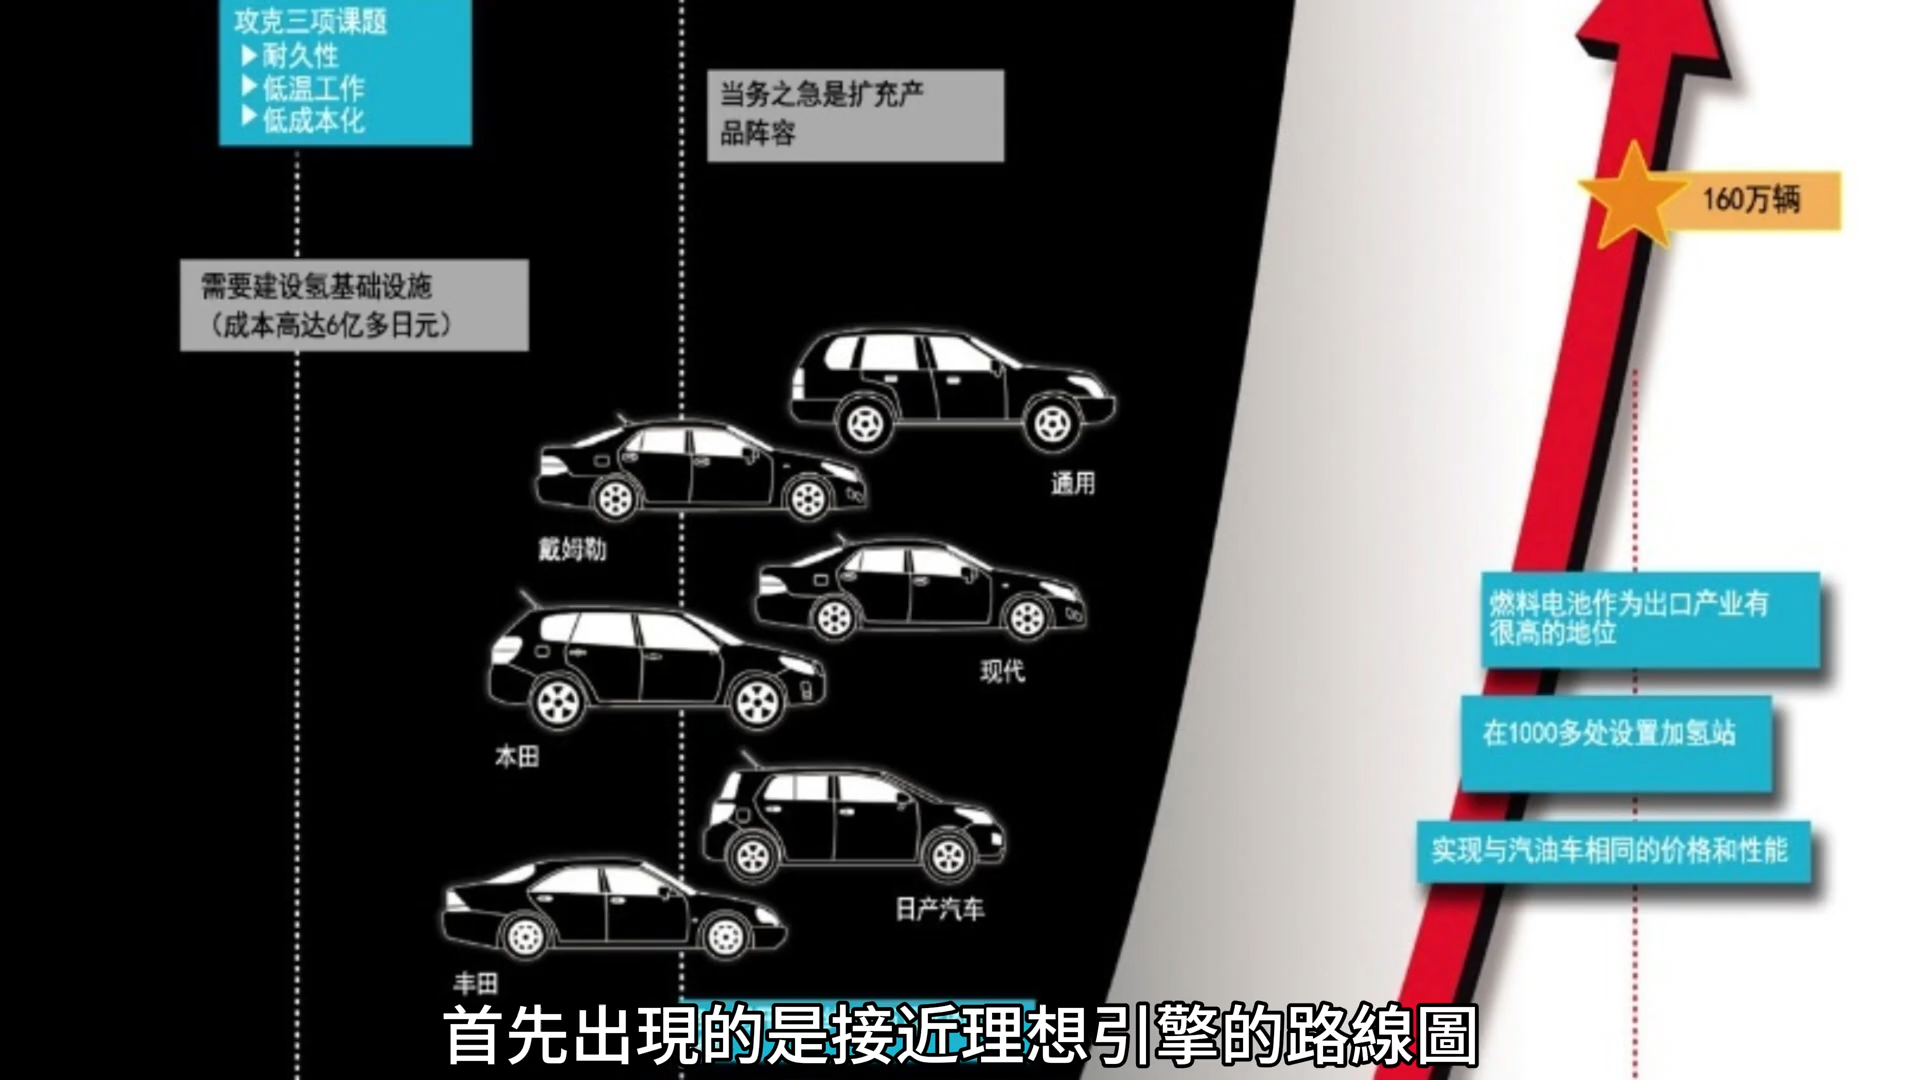 攻克三项课题
▶耐久性
▶低温工作
▶低成本化
当务之急是扩充产
品阵容
160万辆
需要建设氢基础设施
（成本高达6亿多日元）
通用
戴姆勒
现代
本田
日产汽车
丰田
燃料电池作为出口产业有
很高的地位
在1000多处设置加氢站
实现与汽油车相同的价格和性能
首先出現的是接近理想引擎的路線圖